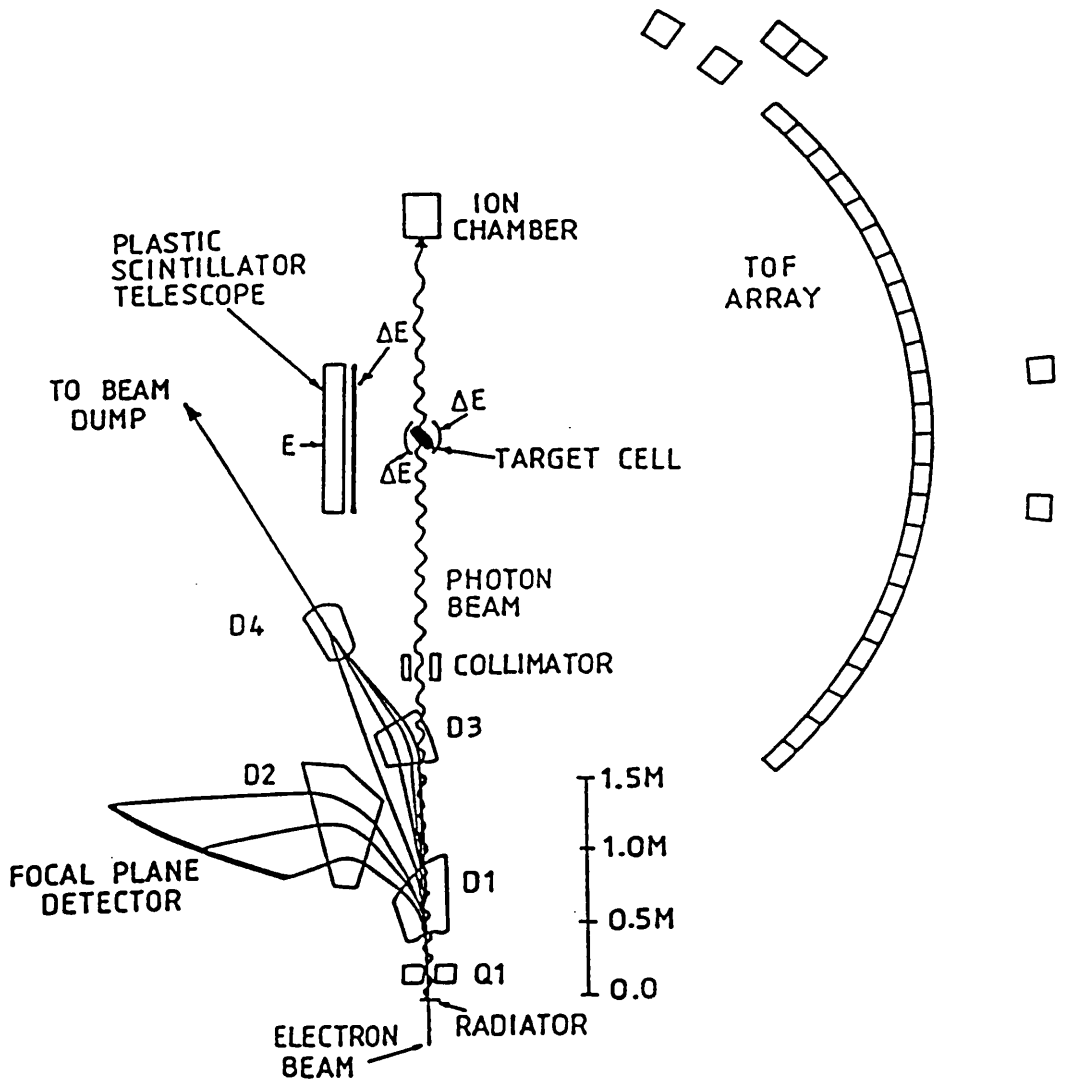 ION
CHAMBER
PLASTIC
SCINTILLATOR
TELESCOPE
TOF
ARRAY
ΔE
TO BEAM
DUMP
ΔE
E
TARGET CELL
ΔE
PHOTON
BEAM
D4
COLLIMATOR
D3
D2
1.5M
1.0M
FOCAL PLANE
DETECTOR
D1
0.5M
Q1
0.0
RADIATOR
ELECTRON
BEAM